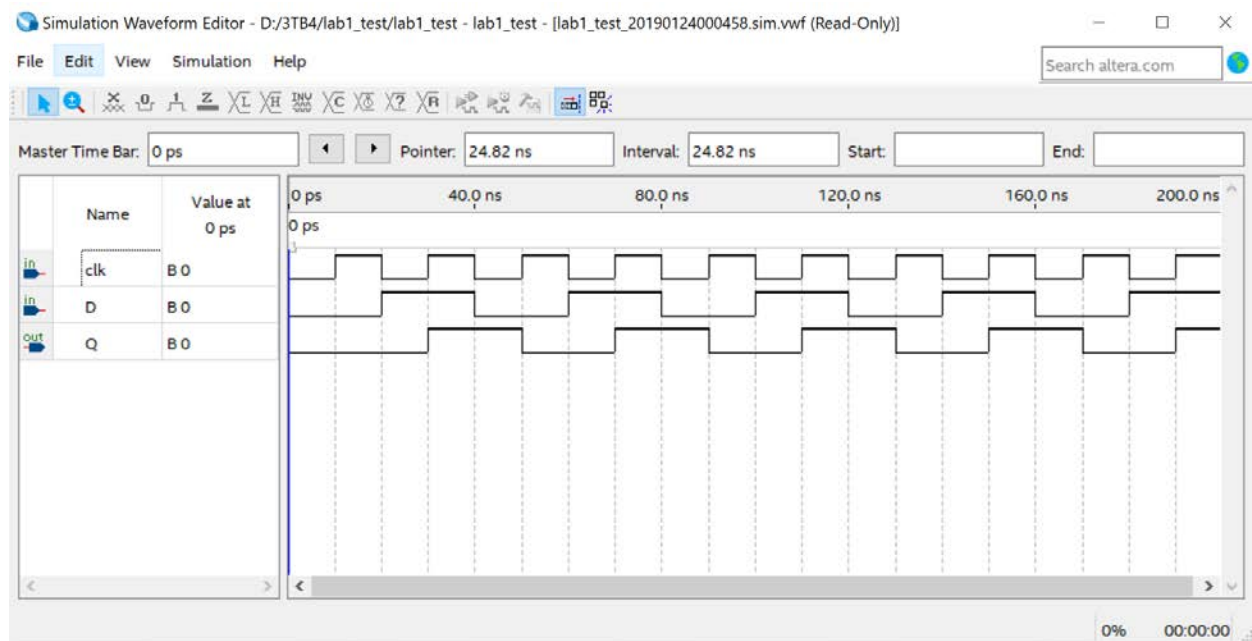 Simulation Waveform Editor - D:/3TB4/lab1_test/lab1_test - lab1_test - [lab1_test_20190124000458.sim.vwf (Read-Only)]
File Edit View Simulation Help
Search altera.com
Master Time Bar: 0 ps Pointer: 24.82 ns Interval: 24.82 ns Start: End:
Name Value at 0 ps
0 ps 40.0 ns 80.0 ns 120.0 ns 160.0 ns 200.0 ns
0 ps
in clk B 0
in D B 0
out Q B 0
0% 00:00:00